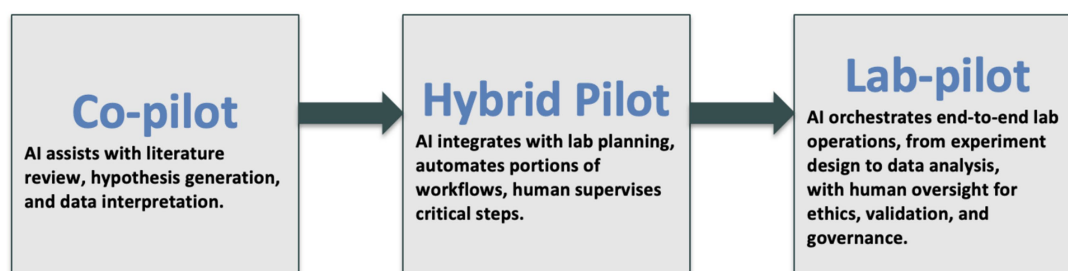 Co-pilot
AI assists with literature
review, hypothesis generation,
and data interpretation.
Hybrid Pilot
AI integrates with lab planning,
automates portions of
workflows, human supervises
critical steps.
Lab-pilot
AI orchestrates end-to-end lab
operations, from experiment
design to data analysis,
with human oversight for
ethics, validation, and
governance.